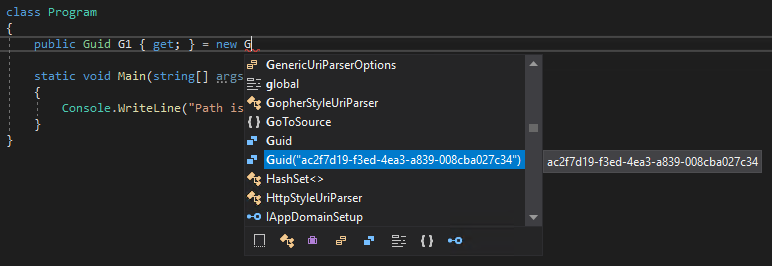 class Program
{
public Guid G1 { get; } = new G
GenericUriParserOptions
static void Main(string[] args
global
{
GopherStyleUriParser
Console.WriteLine("Path is
{ } GoToSource
}
Guid
}
Guid("ac2f7d19-f3ed-4ea3-a839-008cba027c34") ac2f7d19-f3ed-4ea3-a839-008cba027c34
HashSet<>
HttpStyleUriParser
IAppDomainSetup
{ }